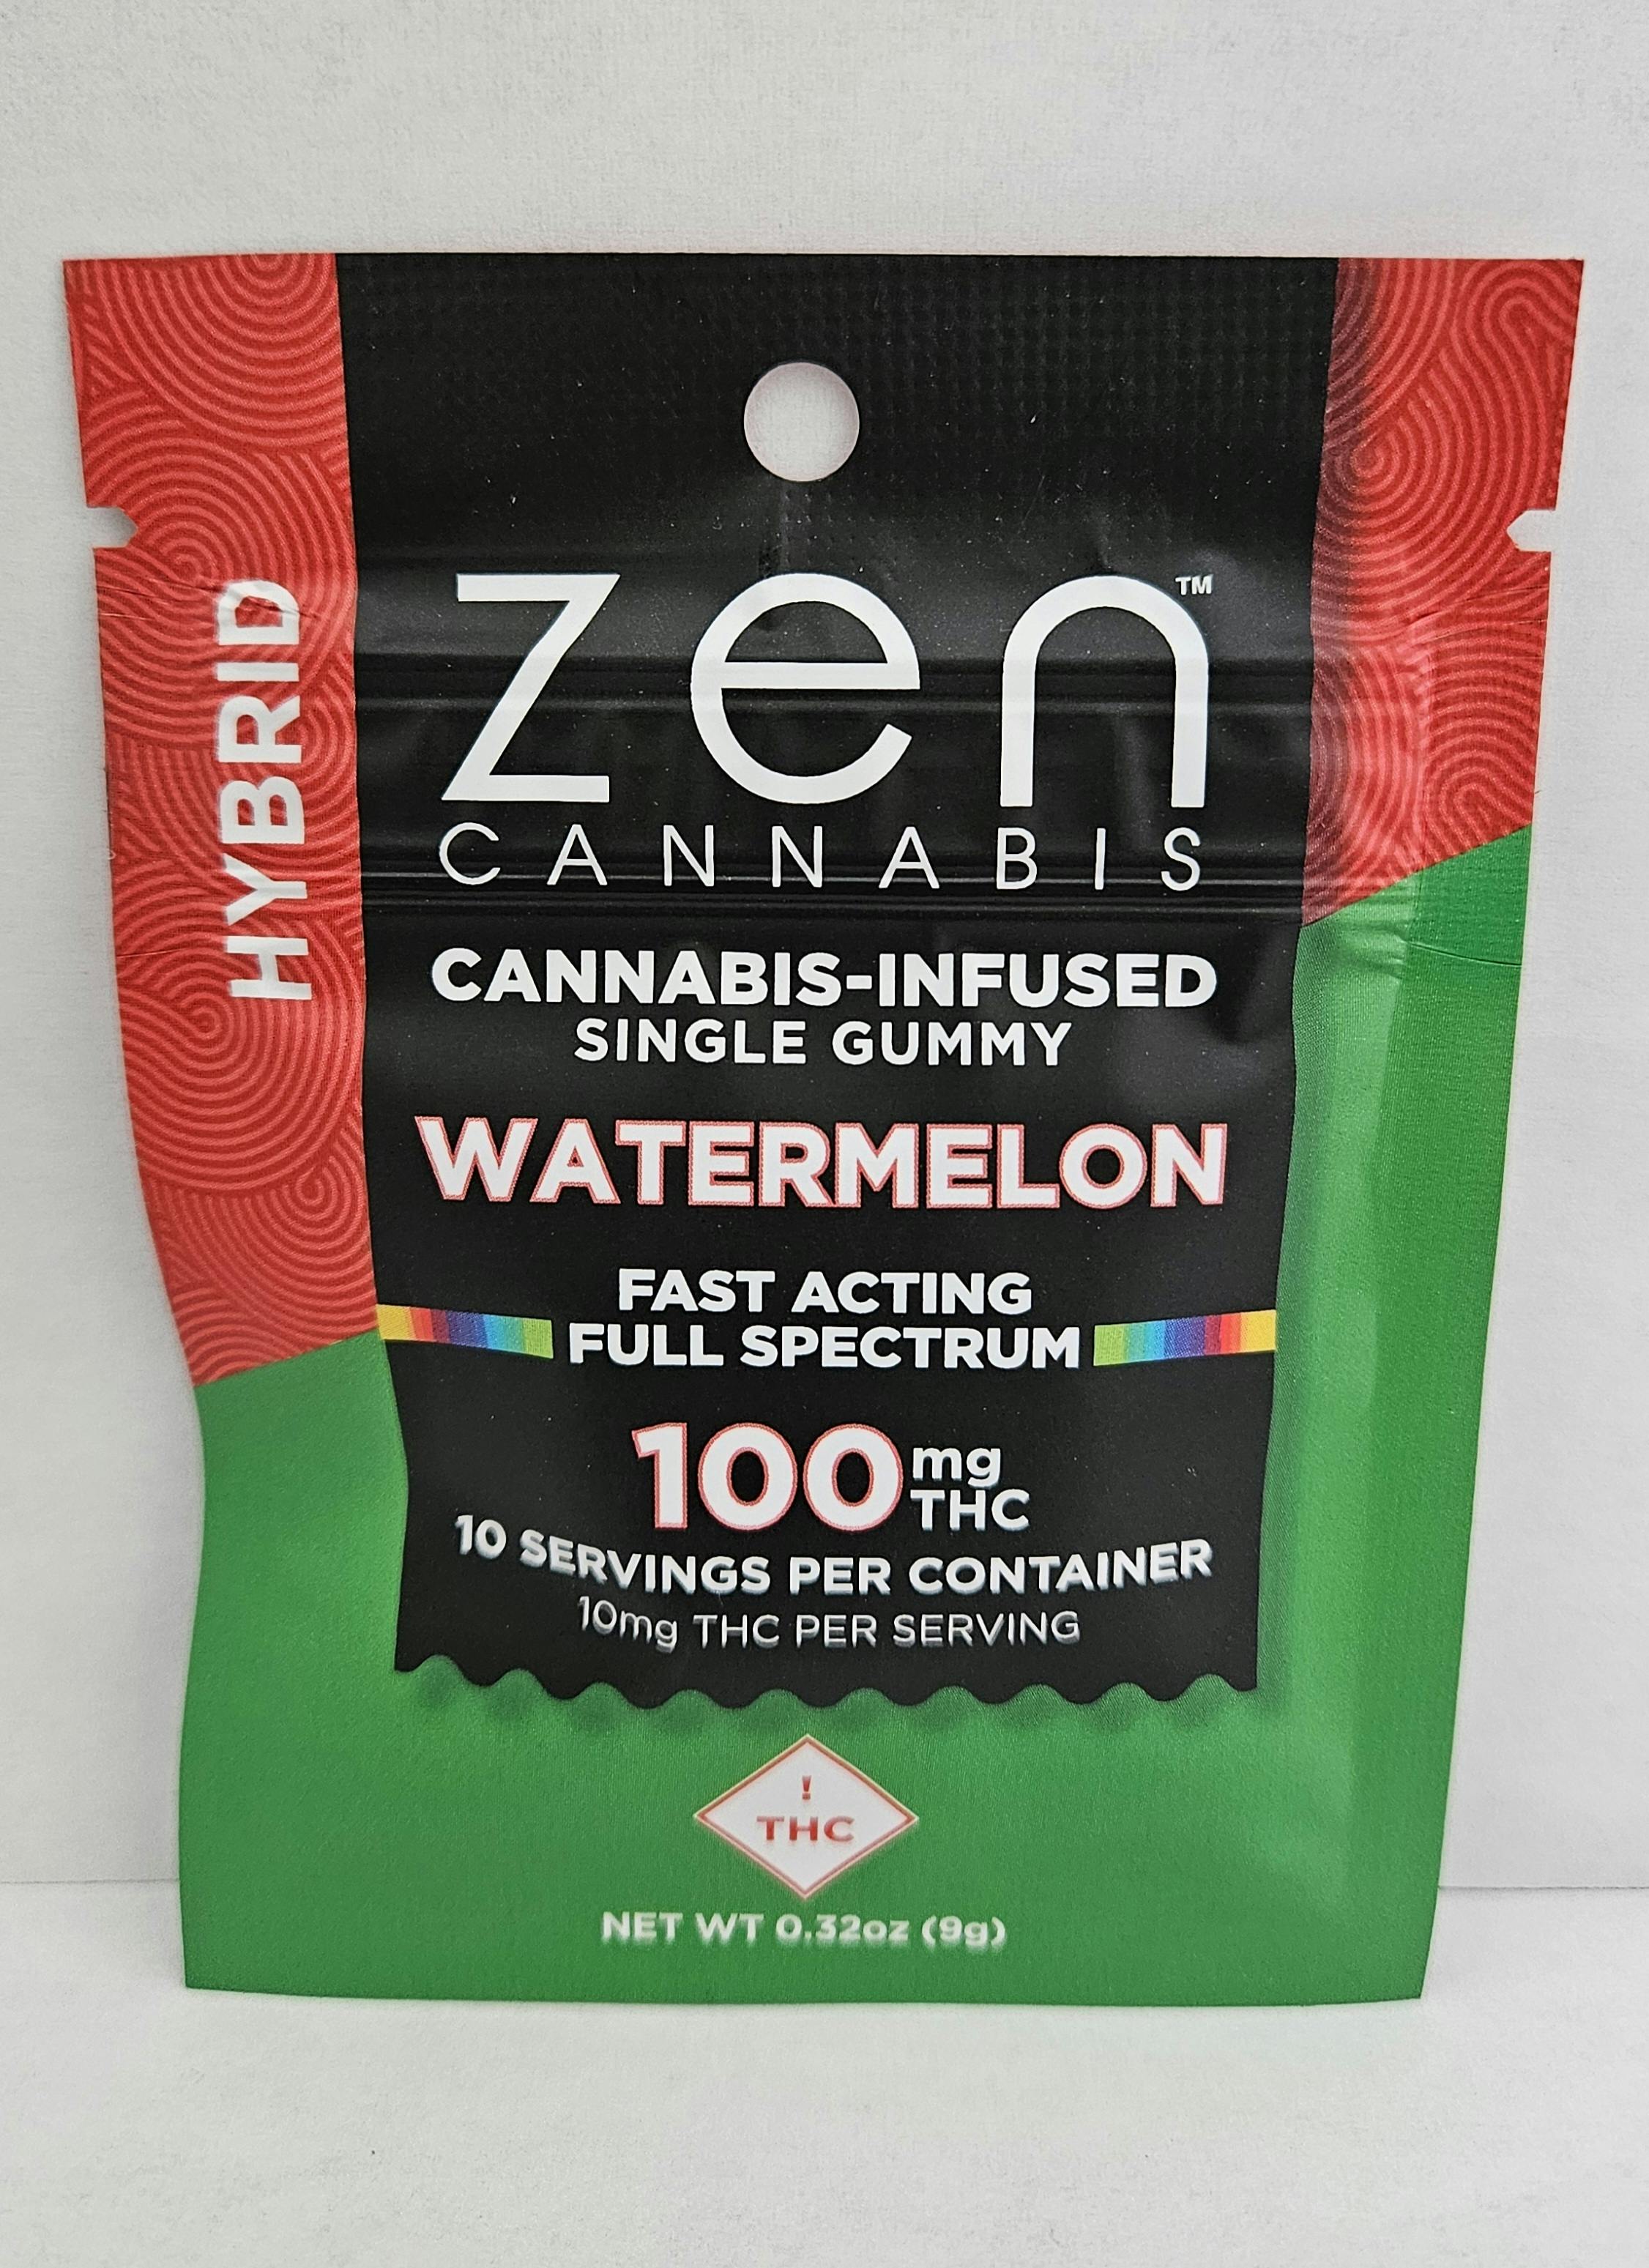 HYBRID
zen™
CANNABIS
CANNABIS-INFUSED
SINGLE GUMMY
WATERMELON
FAST ACTING
FULL SPECTRUM
100mg
THC
10 SERVINGS PER CONTAINER
10mg THC PER SERVING
!
THC
NET WT 0.32oz (9g)